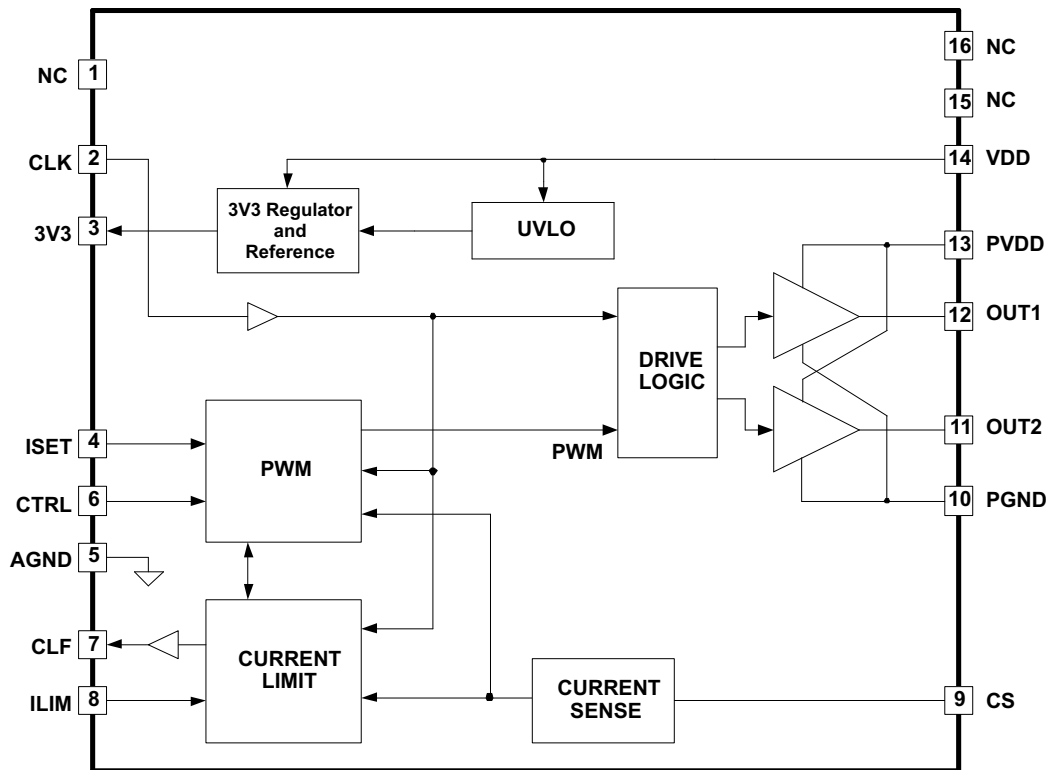 NC 1
16 NC
15 NC
CLK 2
14 VDD
3V3 3
3V3 Regulator
and
Reference
UVLO
13 PVDD
12 OUT1
DRIVE
LOGIC
ISET 4
PWM
PWM
11 OUT2
CTRL 6
10 PGND
AGND 5
CLF 7
CURRENT
LIMIT
ILIM 8
CURRENT
SENSE
9 CS